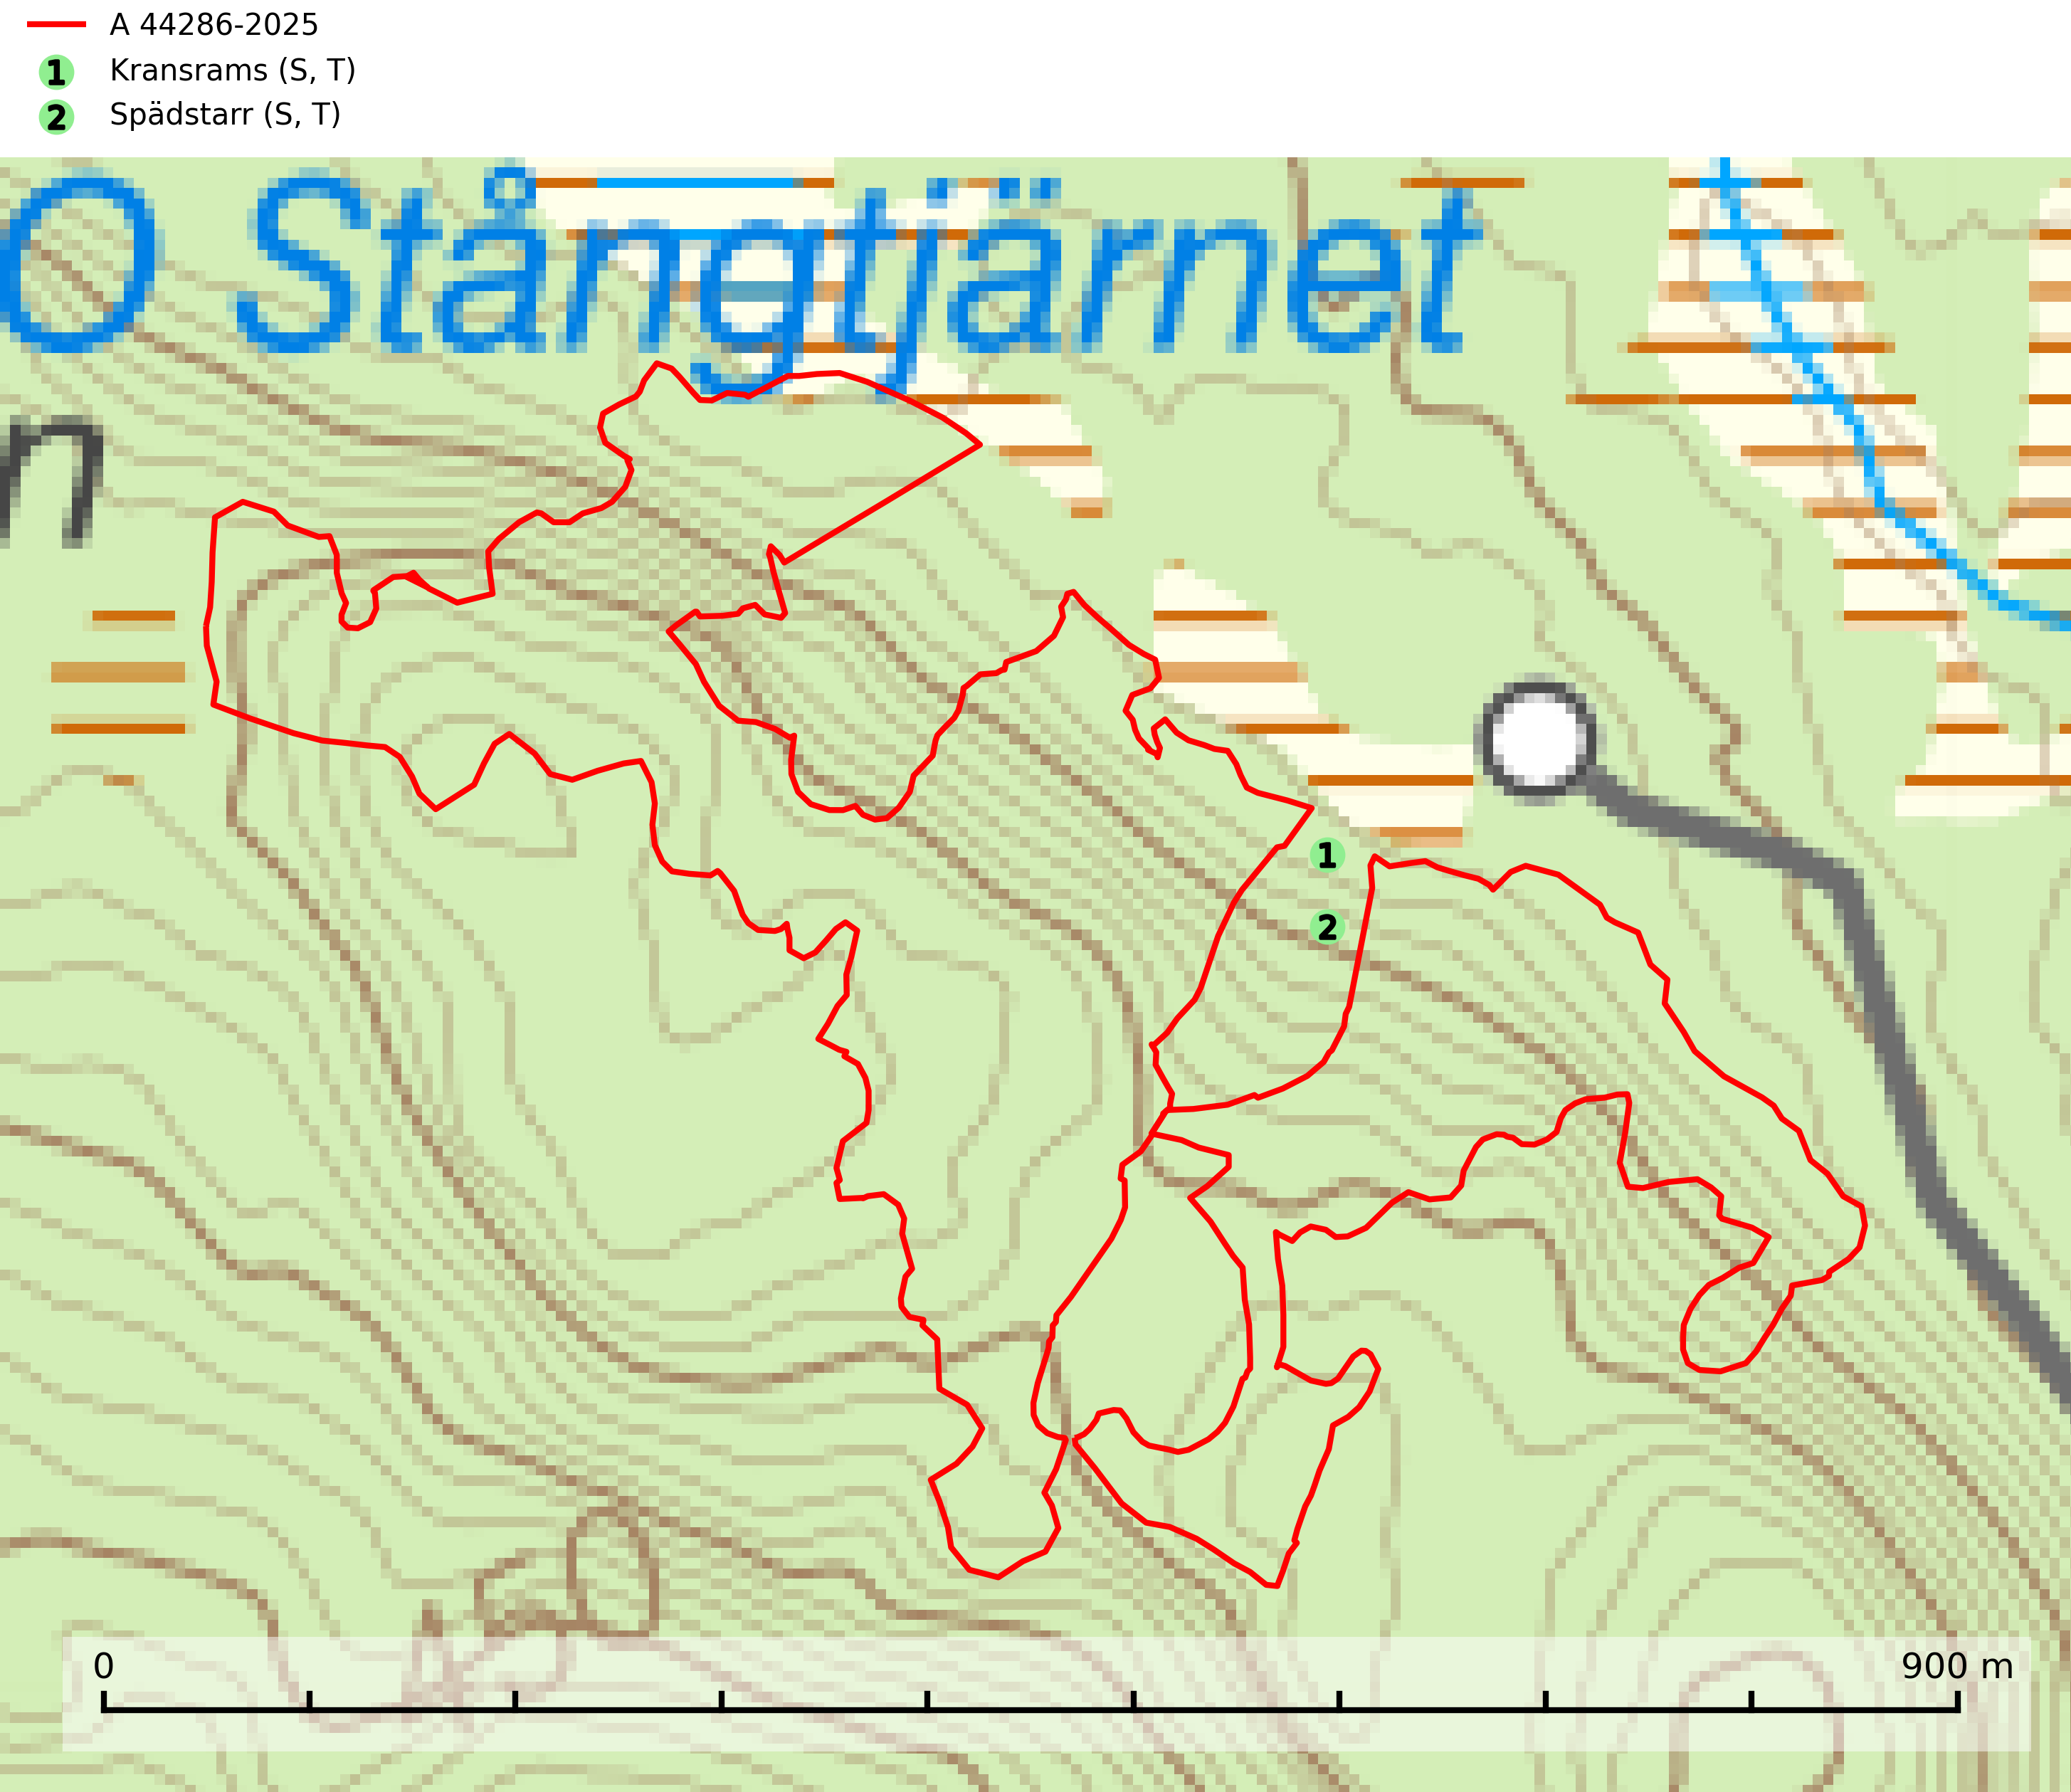 A 44286-2025
1 Kransrams (S, T)
2 Spädstarr (S, T)
O Stångtjärnet
n
1
2
0 900 m